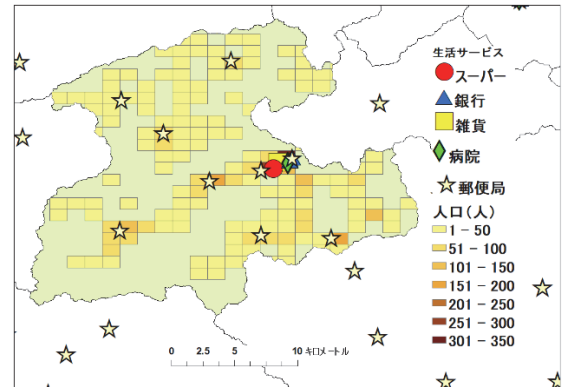 生活サービス
スーパー
銀行
雑貨
病院
郵便局
人口(人)
1 - 50
51 - 100
101 - 150
151 - 200
201 - 250
251 - 300
301 - 350
0 2.5 5 10 キロメートル